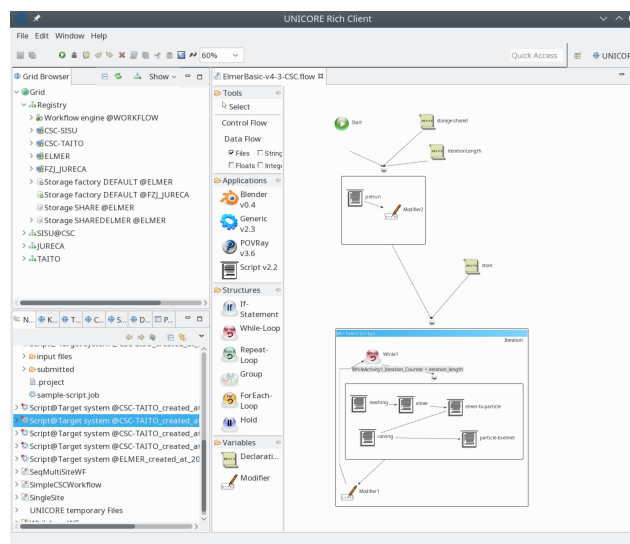 UNICORE Rich Client
File Edit Window Help
60%
Quick Access
UNICOR
Grid Browser
Show
Grid
Registry
Workflow engine @WORKFLOW
CSC-SISU
CSC-TAITO
ELMER
FZJ_JURECA
Storage factory DEFAULT @ELMER
Storage factory DEFAULT @FZJ_JURECA
Storage SHARE @ELMER
Storage SHAREDELMER @ELMER
SISU@CSC
JURECA
TAITO
N... K... T... C... S... D... P...
input files
submitted
.project
sample-script.job
Script@Target system @CSC-TAITO_created_at
Script@Target system @CSC-TAITO_created_a
Script@Target system @CSC-TAITO_created_at
Script@Target system @CSC-TAITO_created_at
Script@Target system @ELMER_created_at_20
SeqMultiSiteWF
SimpleCSCWorkflow
SingleSite
UNICORE temporary Files
ElmerBasic-v4-3-CSC.flow
Tools
Select
Control Flow
Data Flow
Files String
Floats Intege
Applications
Blender
v0.4
Generic
v2.3
POVRay
v3.6
Script v2.2
Structures
If-
Statement
While-Loop
Repeat-
Loop
Group
ForEach-
Loop
Hold
Variables
Declarati...
Modifier
Start
storage-shared
iterationLength
prerun
Modifier2
store
WhileActivity1
Iteration:
While1
WhileActivity1_Iteration_Counter < iteration_length
meshing
elmer
elmer-to-particle
carving
particle-to-elmer
Modifier1